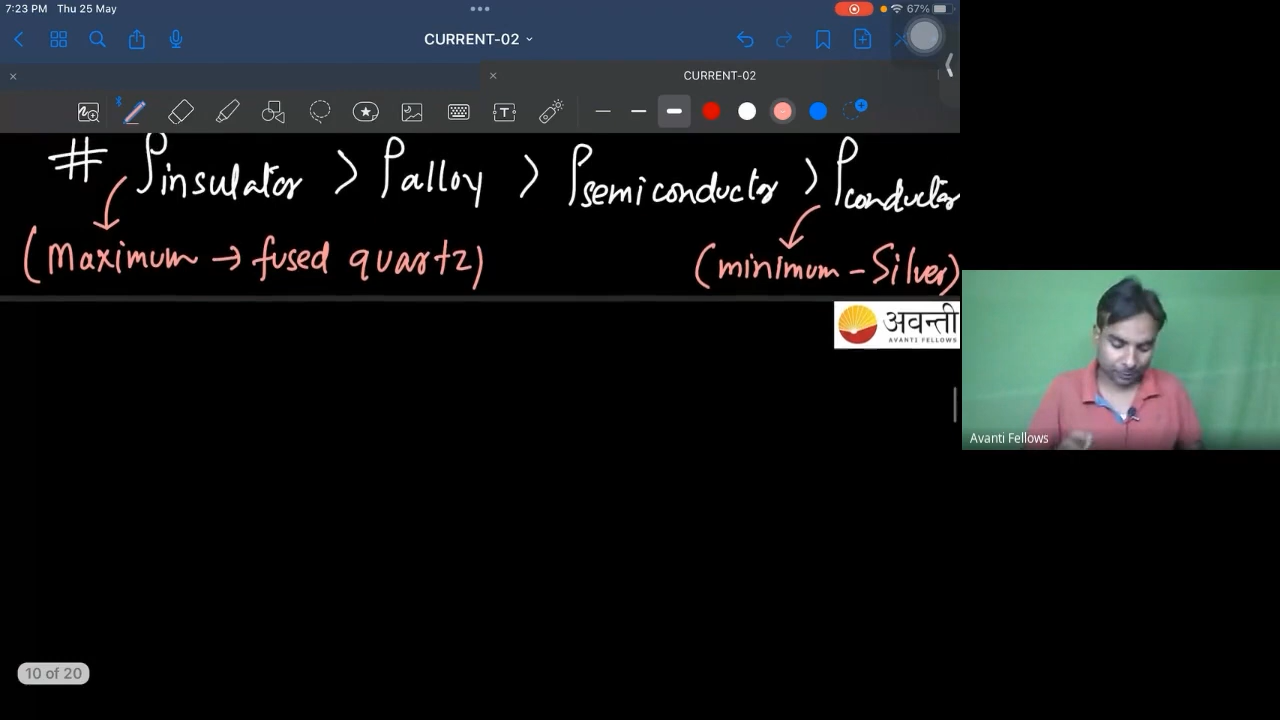 7:23 PM Thu 25 May
67%
CURRENT-02
CURRENT-02
# ρinsulator > ρalloy > ρsemiconductor > ρconductor
(Maximum → fused quartz) (minimum - Silver)
अवन्ती
AVANTI FELLOWS
Avanti Fellows
10 of 20